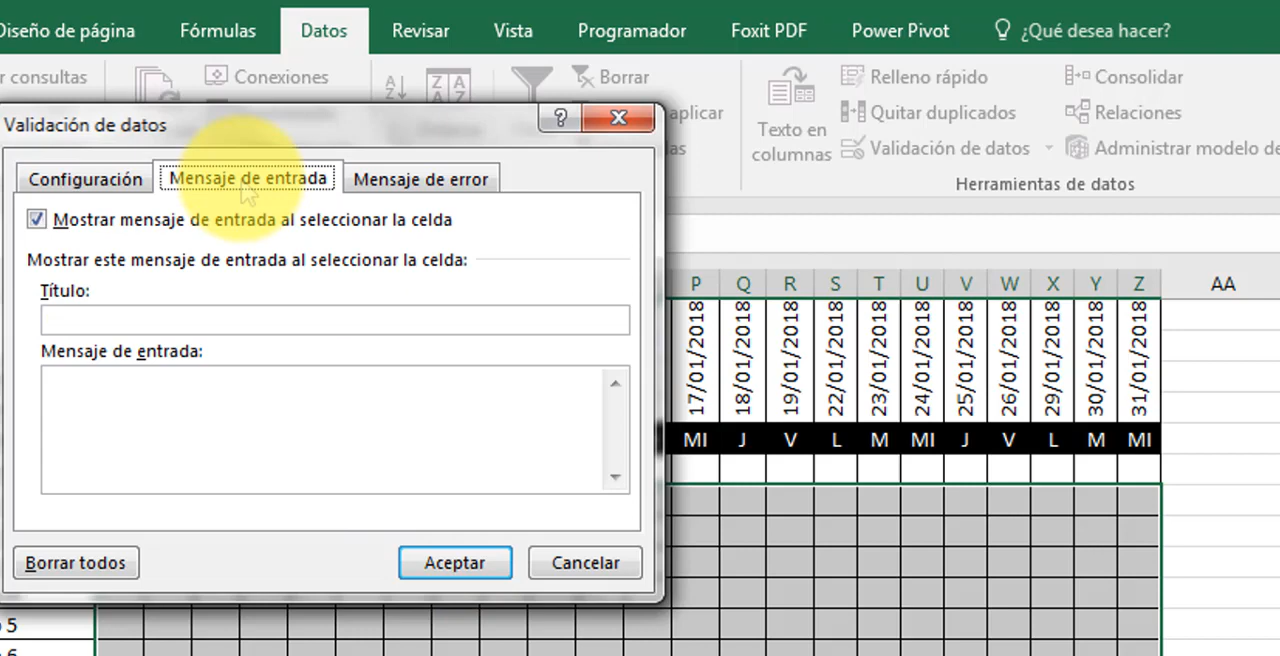 Diseño de página Fórmulas Datos Revisar Vista Programador Foxit PDF Power Pivot ¿Qué desea hacer?
r consultas Conexiones Borrar Relleno rápido Consolidar
aplicar Quitar duplicados Relaciones
Texto en columnas Validación de datos Administrar modelo de
Herramientas de datos
Validación de datos
Configuración Mensaje de entrada Mensaje de error
Mostrar mensaje de entrada al seleccionar la celda
Mostrar este mensaje de entrada al seleccionar la celda:
Título:
Mensaje de entrada:
Borrar todos Aceptar Cancelar
P Q R S T U V W X Y Z AA
17/01/2018 18/01/2018 19/01/2018 22/01/2018 23/01/2018 24/01/2018 25/01/2018 26/01/2018 29/01/2018 30/01/2018 31/01/2018
MI J V L M MI J V L M MI
5
6